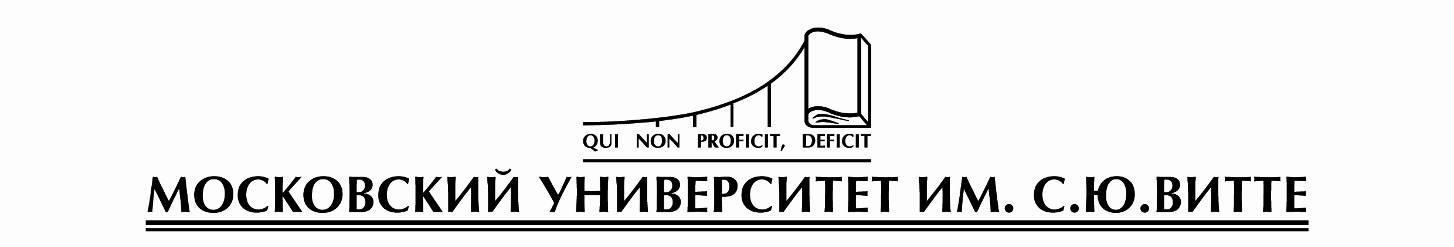 QUI NON PROFICIT, DEFICIT
МОСКОВСКИЙ УНИВЕРСИТЕТ ИМ. С.Ю.ВИТТЕ